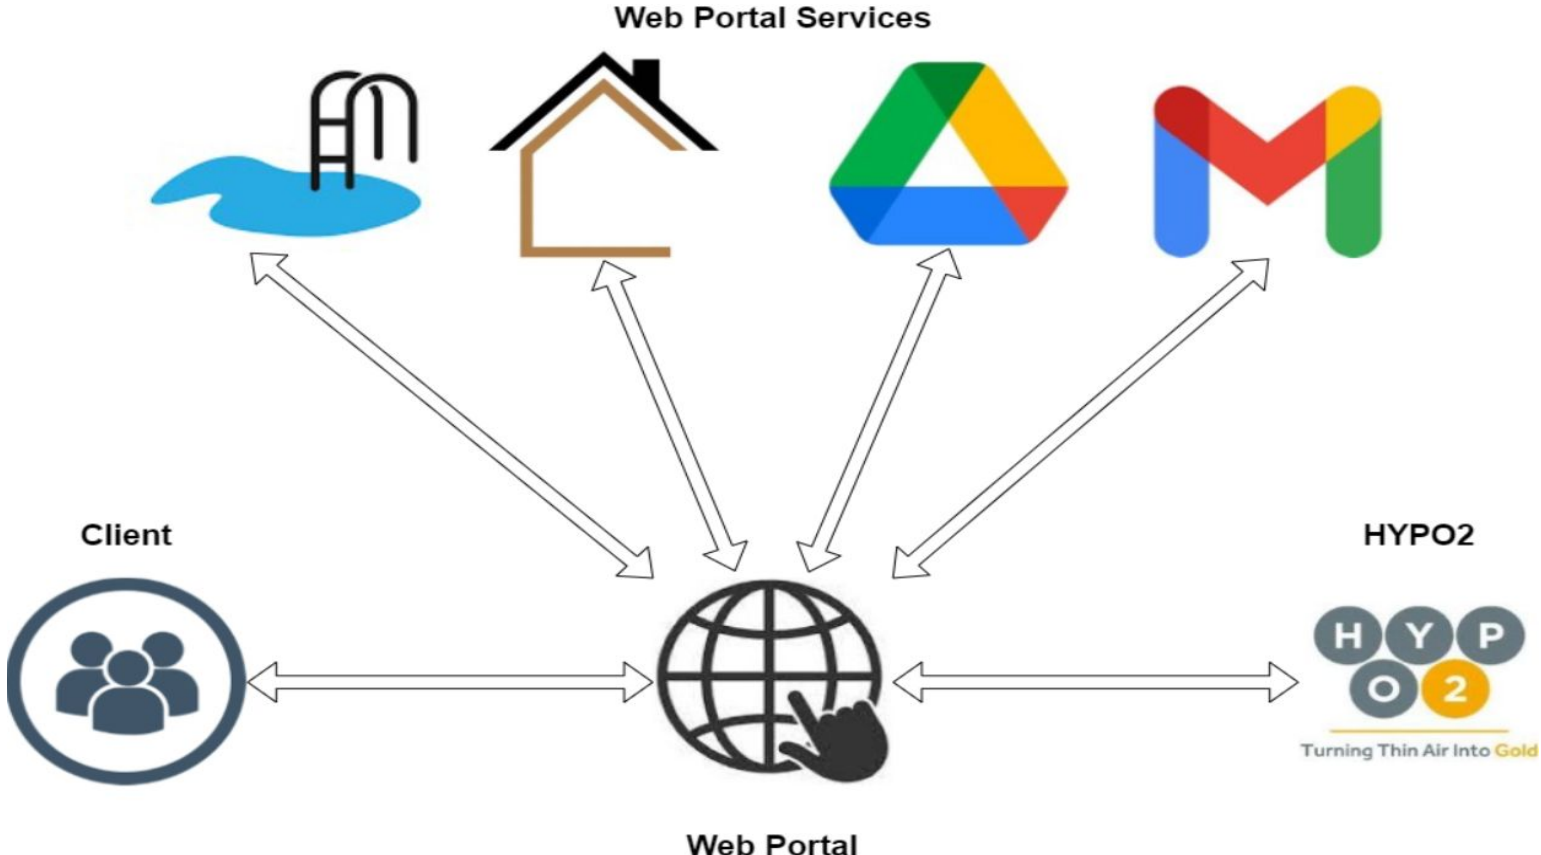 Web Portal Services
Client
HYPO2
H Y P
O 2
Turning Thin Air Into Gold
Web Portal